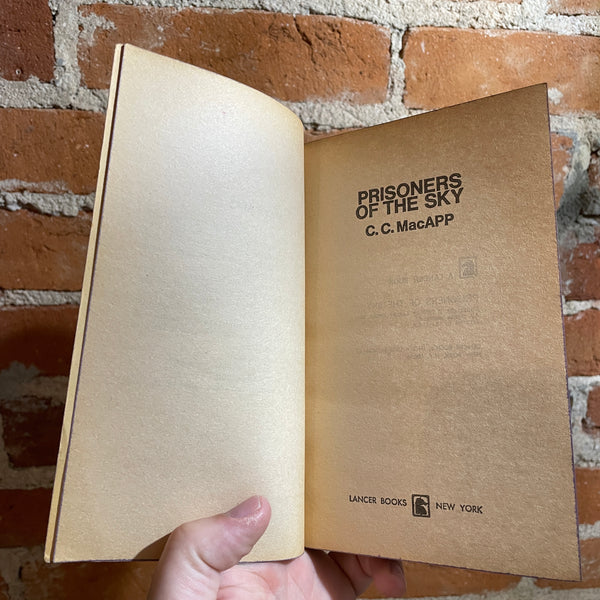 PRISONERS
OF THE SKY
C. C. MacAPP
LANCER BOOKS NEW YORK